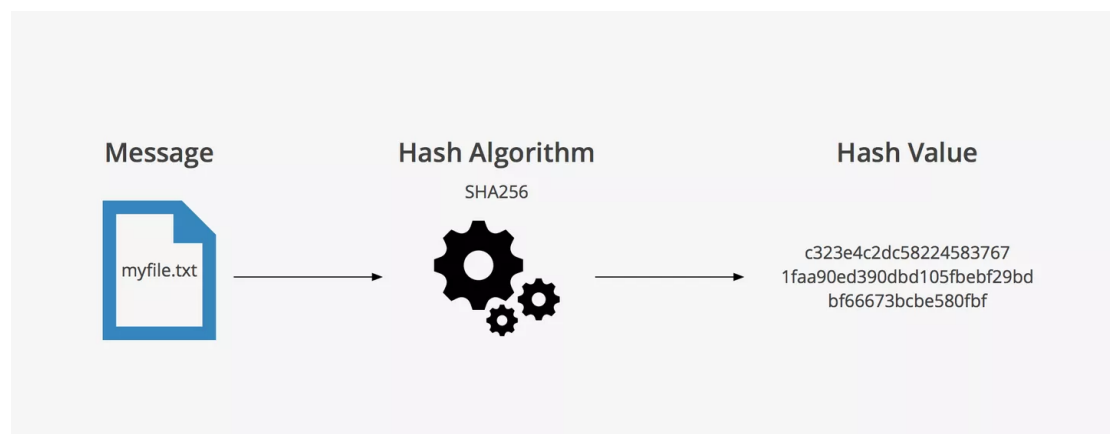 Message
Hash Algorithm
Hash Value
SHA256
myfile.txt
c323e4c2dc58224583767
1faa90ed390dbd105fbebf29bd
bf66673bcbe580fbf